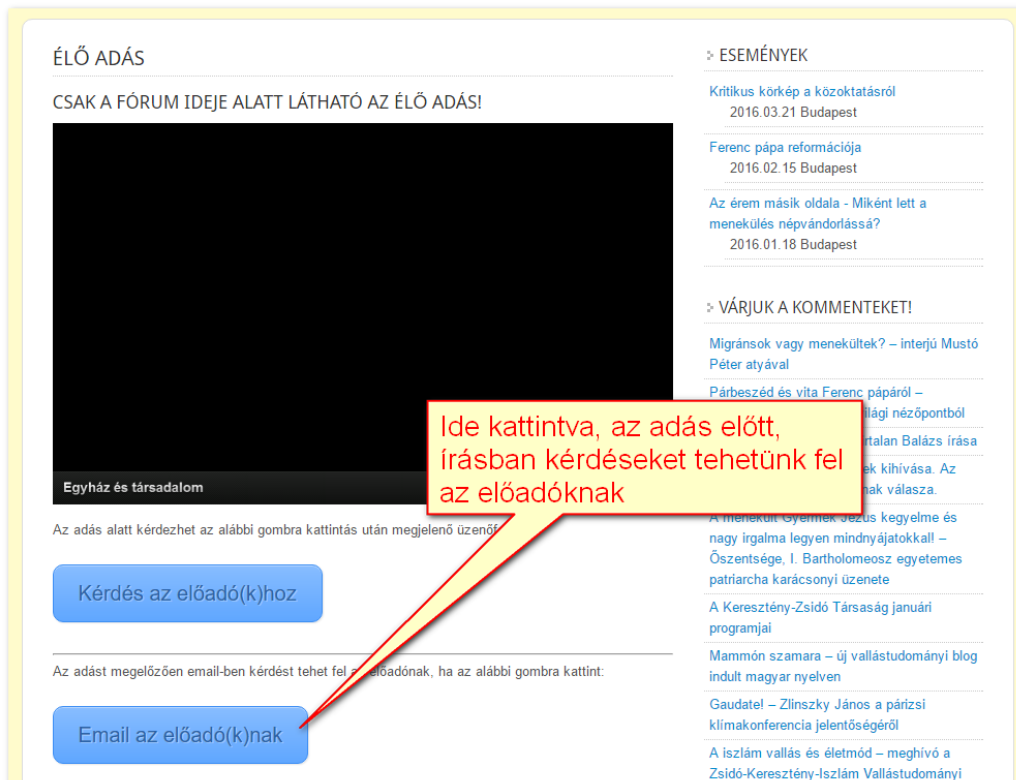 ÉLŐ ADÁS
CSAK A FÓRUM IDEJE ALATT LÁTHATÓ AZ ÉLŐ ADÁS!
Egyház és társadalom
Az adás alatt kérdezhet az alábbi gombra kattintás után megjelenő
Kérdés az előadó(k)hoz
Az adást megelőzően email-ben kérdést tehet fel az előadónak, ha az alábbi gombra kattint:
Email az előadó(k)nak
Ide kattintva, az adás előtt,
írásban kérdéseket tehetünk fel
az előadóknak
ESEMÉNYEK
Kritikus körkép a közoktatásról
2016.03.21 Budapest
Ferenc pápa reformációja
2016.02.15 Budapest
Az érem másik oldala - Miként lett a
menekülés népvándorlássá?
2016.01.18 Budapest
VÁRJUK A KOMMENTEKET!
Migránsok vagy menekültek? – interjú Mustó
Péter atyával
Párbeszéd és vita Ferenc pápáról –
nézőpontból
Balázs írása
kihívása. Az
válasza.
A menekült Gyermek Jézus kegyelme és
nagy irgalma legyen mindnyájatokkal! –
Őszentsége, I. Bartholomeosz egyetemes
patriarcha karácsonyi üzenete
A Keresztény-Zsidó Társaság januári
programjai
Mammón szamara – új vallástudományi blog
indult magyar nyelven
Gaudate! – Zlinszky János a párizsi
klímakonferencia jelentőségéről
A iszlám vallás és életmód – meghívó a
Zsidó-Keresztény-Iszlám Vallástudományi